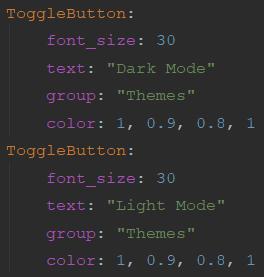 ToggleButton:
    font_size: 30
    text: "Dark Mode"
    group: "Themes"
    color: 1, 0.9, 0.8, 1
ToggleButton:
    font_size: 30
    text: "Light Mode"
    group: "Themes"
    color: 1, 0.9, 0.8, 1